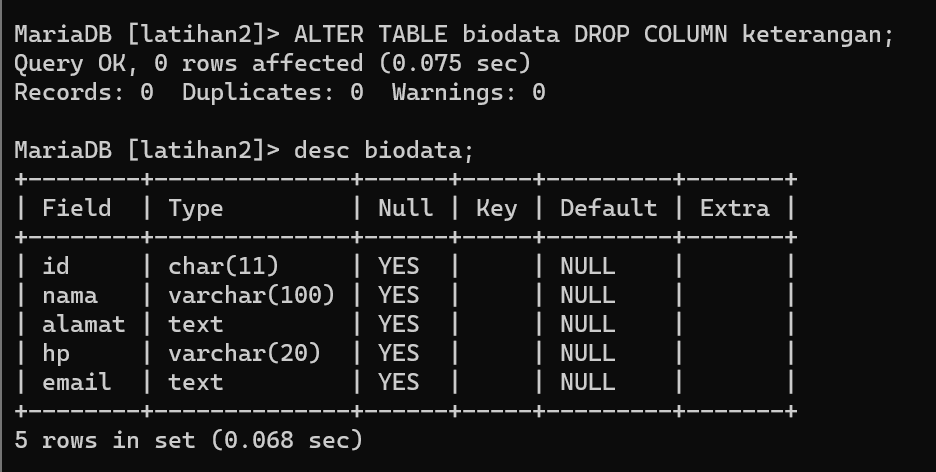 MariaDB [latihan2]> ALTER TABLE biodata DROP COLUMN keterangan;
Query OK, 0 rows affected (0.075 sec)
Records: 0  Duplicates: 0  Warnings: 0

MariaDB [latihan2]> desc biodata;
+--------+--------------+------+-----+---------+-------+
| Field  | Type         | Null | Key | Default | Extra |
+--------+--------------+------+-----+---------+-------+
| id     | char(11)     | YES  |     | NULL    |       |
| nama   | varchar(100) | YES  |     | NULL    |       |
| alamat | text         | YES  |     | NULL    |       |
| hp     | varchar(20)  | YES  |     | NULL    |       |
| email  | text         | YES  |     | NULL    |       |
+--------+--------------+------+-----+---------+-------+
5 rows in set (0.068 sec)